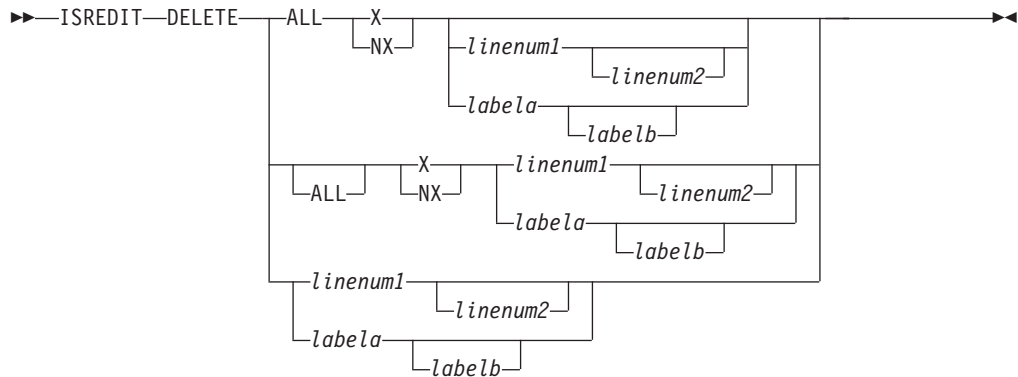 ISREDIT DELETE ALL X
NX linenum1
linenum2
labela
labelb
X linenum1
ALL NX linenum2
labela
labelb
linenum1
linenum2
labela
labelb